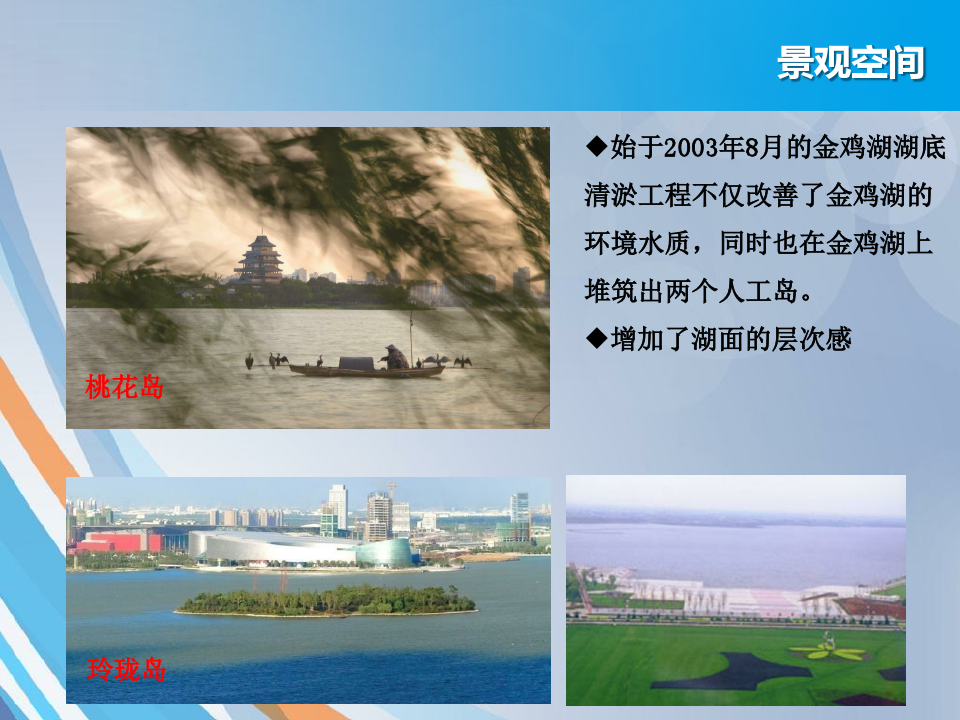 景观空间
◆始于2003年8月的金鸡湖湖底
清淤工程不仅改善了金鸡湖的
环境水质，同时也在金鸡湖上
堆筑出两个人工岛。
◆增加了湖面的层次感
桃花岛
玲珑岛